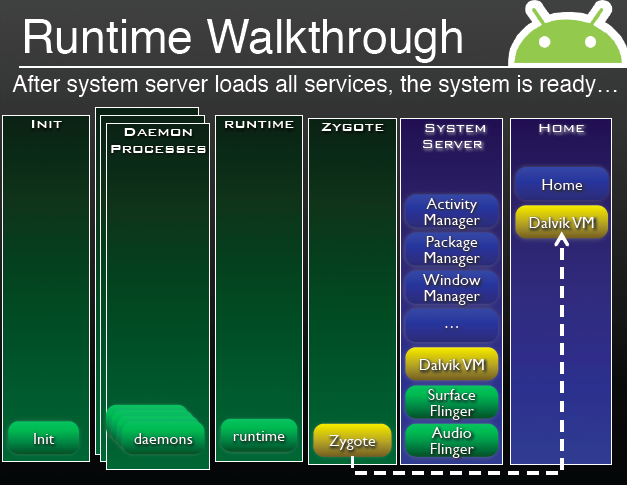 Runtime Walkthrough
After system server loads all services, the system is ready…
INIT
DAEMON
PROCESSES
RUNTIME
ZYGOTE
SYSTEM
SERVER
HOME
Home
Dalvik VM
Activity
Manager
Package
Manager
Window
Manager
...
Dalvik VM
Surface
Flinger
Audio
Flinger
Init
daemons
runtime
Zygote